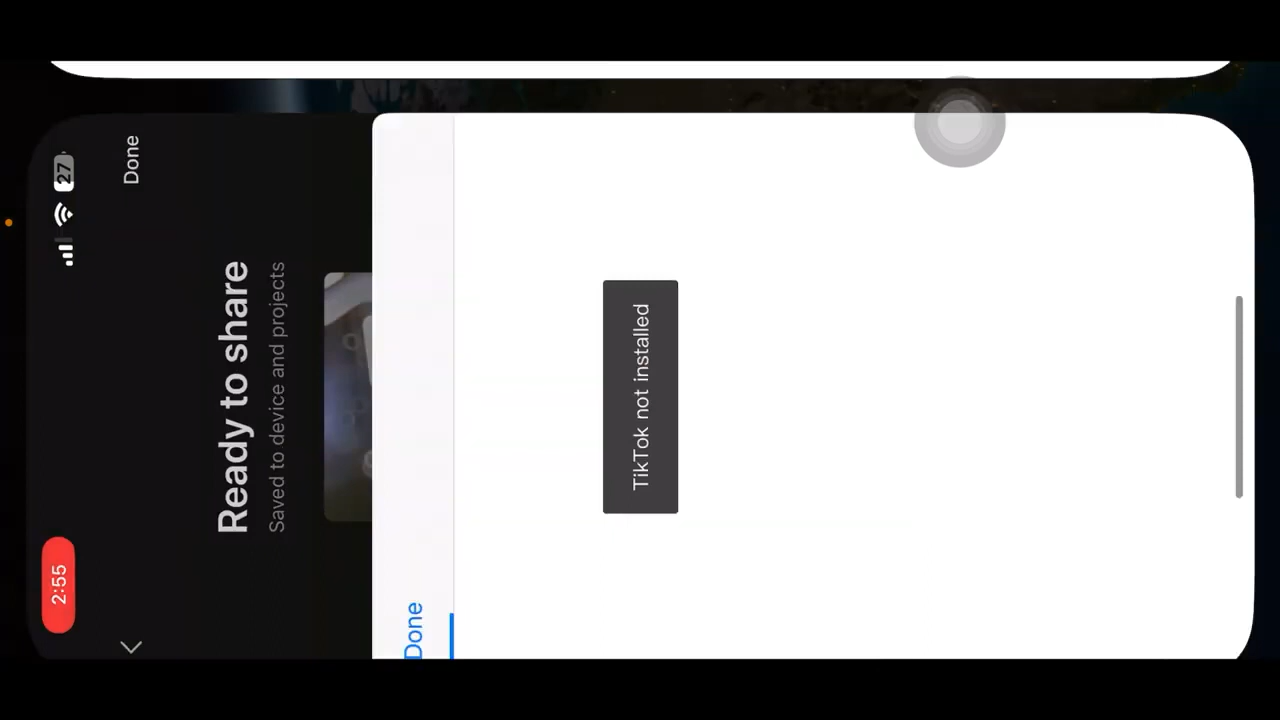 2:55
27
Done
Ready to share
Saved to device and projects
Done
TikTok not installed